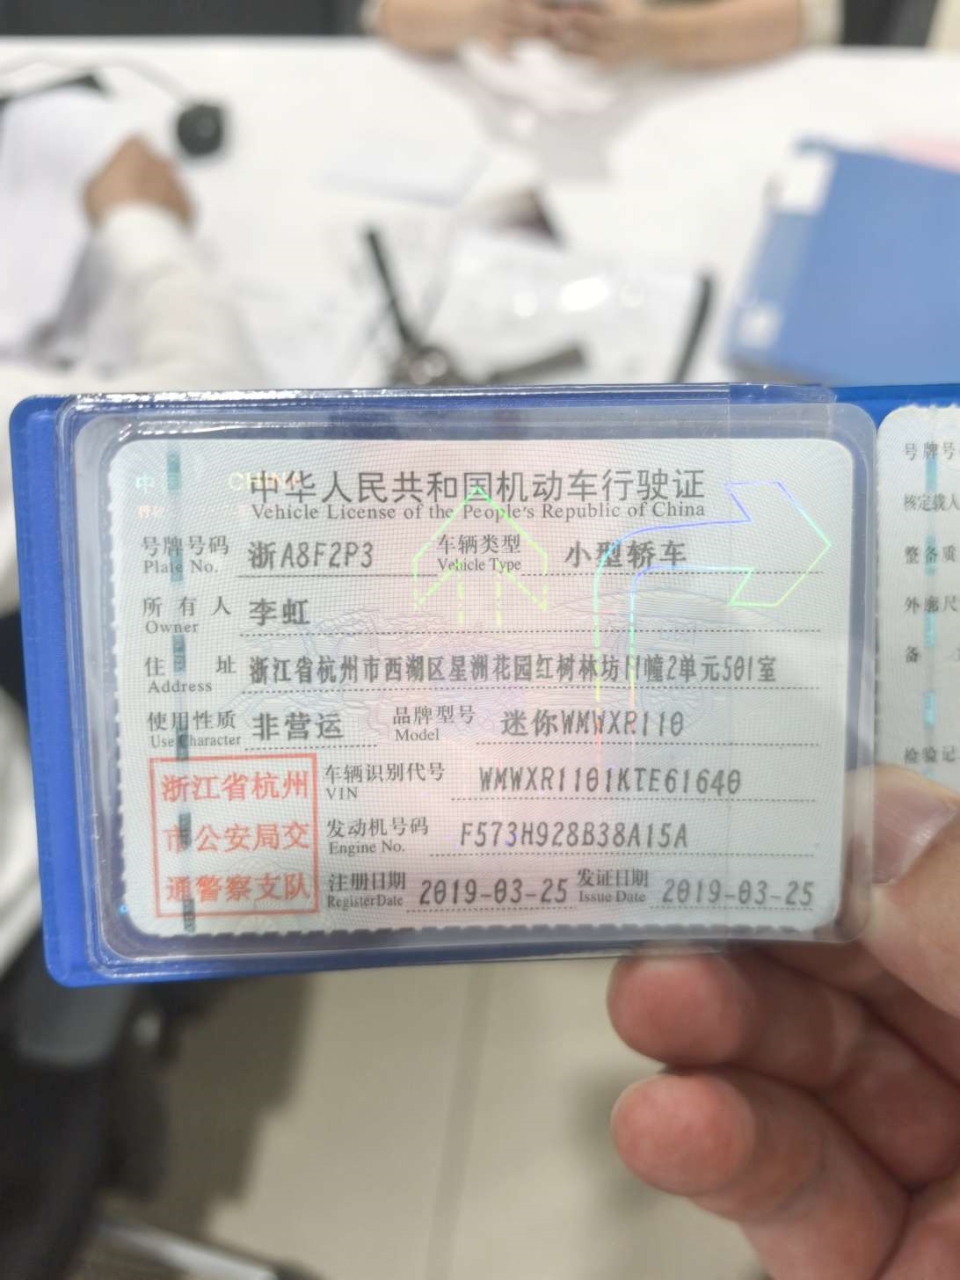 中华人民共和国机动车行驶证
Vehicle License of the People's Republic of China
号牌号码 浙A8F2P3 车辆类型 小型轿车
Plate No. Vehicle Type
所有人 李虹
Owner
住址 浙江省杭州市西湖区星洲花园红树林坊11幢2单元501室
Address
使用性质 非营运 品牌型号 迷你WMWXR110
Use Character Model
浙江省杭州
市公安局交
通警察支队
车辆识别代号 WMWXR1101KTE61640
VIN
发动机号码 F573H928B38A15A
Engine No.
注册日期 2019-03-25 发证日期 2019-03-25
Register Date Issue Date
号牌号
核定载人
整备质
外廓尺
备
检验记